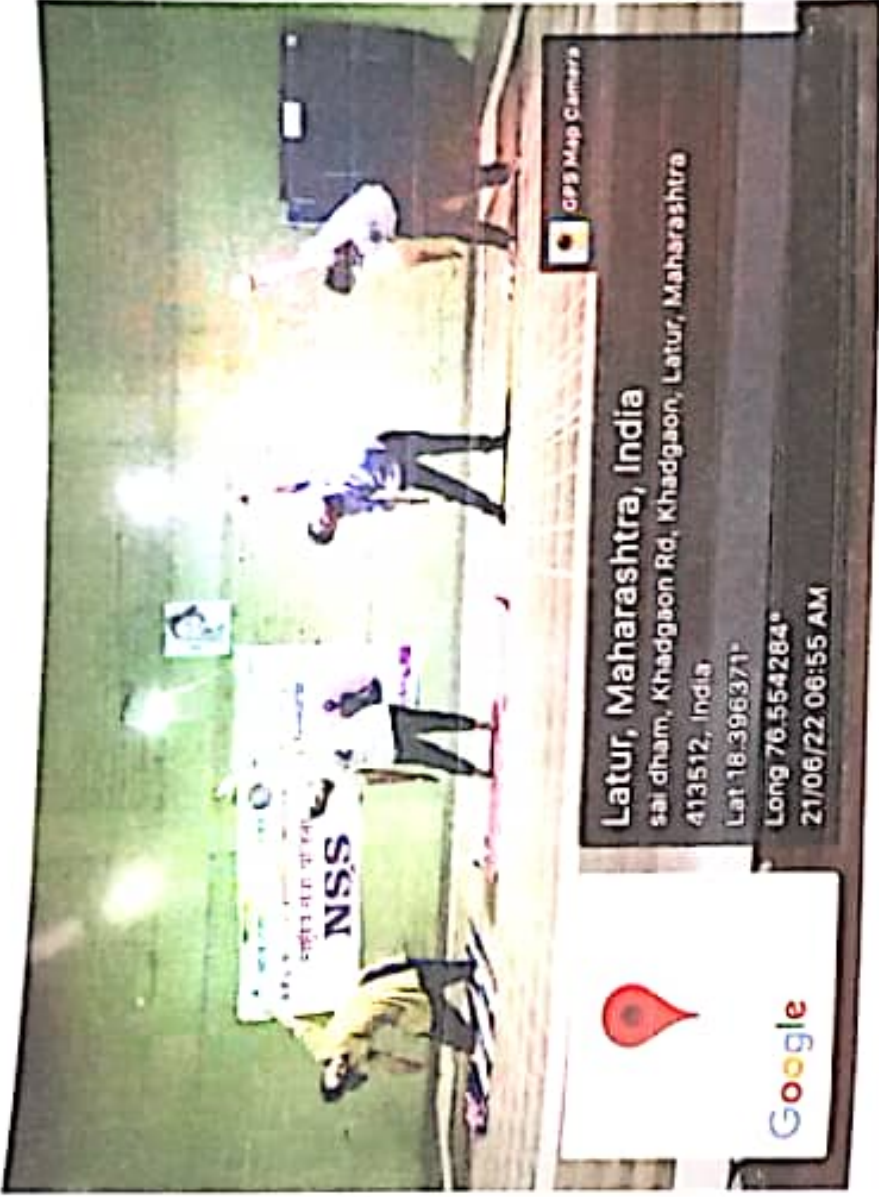 NSS
GPS Map Camera
Latur, Maharashtra, India
sai dham, Khadgaon Rd, Khadgaon, Latur, Maharashtra
413512, India
Lat 18.396371°
Long 76.554284°
21/06/22 06:55 AM
Google